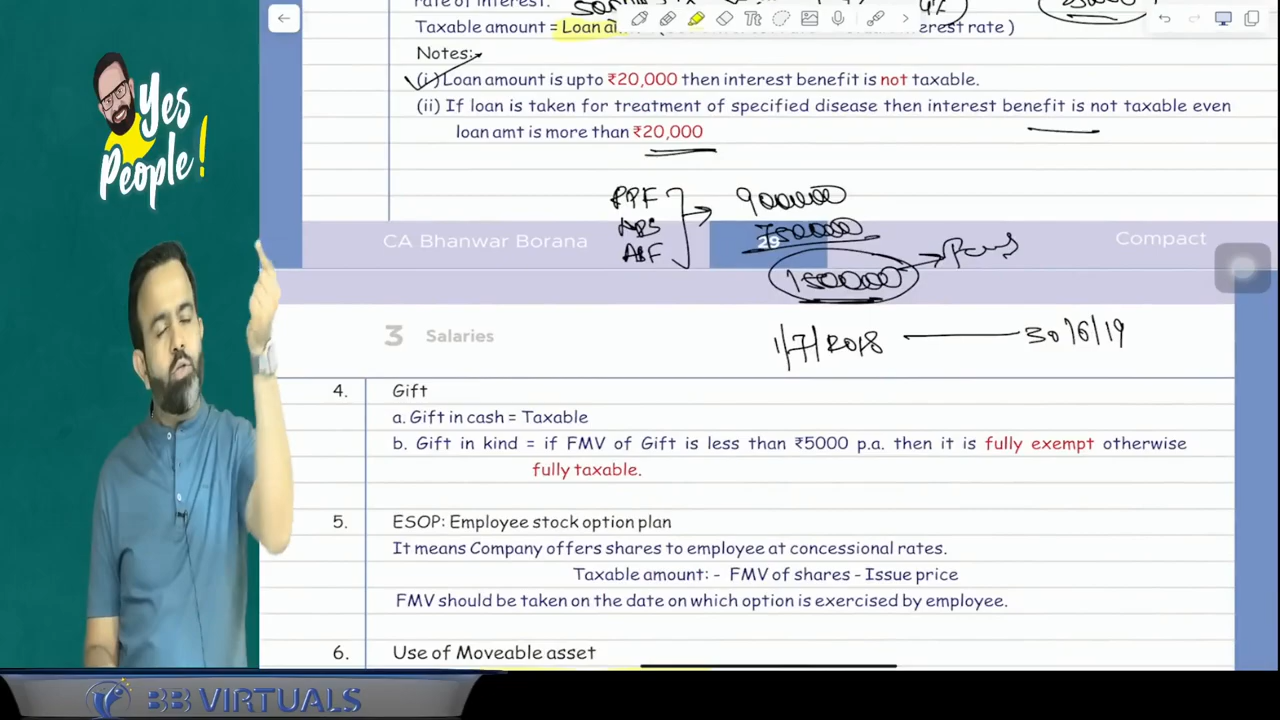 rate of interest.
Taxable amount = Loan
Notes:-
(i) Loan amount is upto ₹20,000 then interest benefit is not taxable.
(ii) If loan is taken for treatment of specified disease then interest benefit is not taxable even
loan amt is more than ₹20,000
Yes
People!
PPF
NPS
ASF
900000
750000
CA Bhanwar Borana
29
Compact
1500000
1/7/2018
30/6/19
3 Salaries
4. Gift
a. Gift in cash = Taxable
b. Gift in kind = if FMV of Gift is less than ₹5000 p.a. then it is fully exempt otherwise
fully taxable.
5. ESOP: Employee stock option plan
It means Company offers shares to employee at concessional rates.
Taxable amount: - FMV of shares - Issue price
FMV should be taken on the date on which option is exercised by employee.
6. Use of Moveable asset
BB VIRTUALS